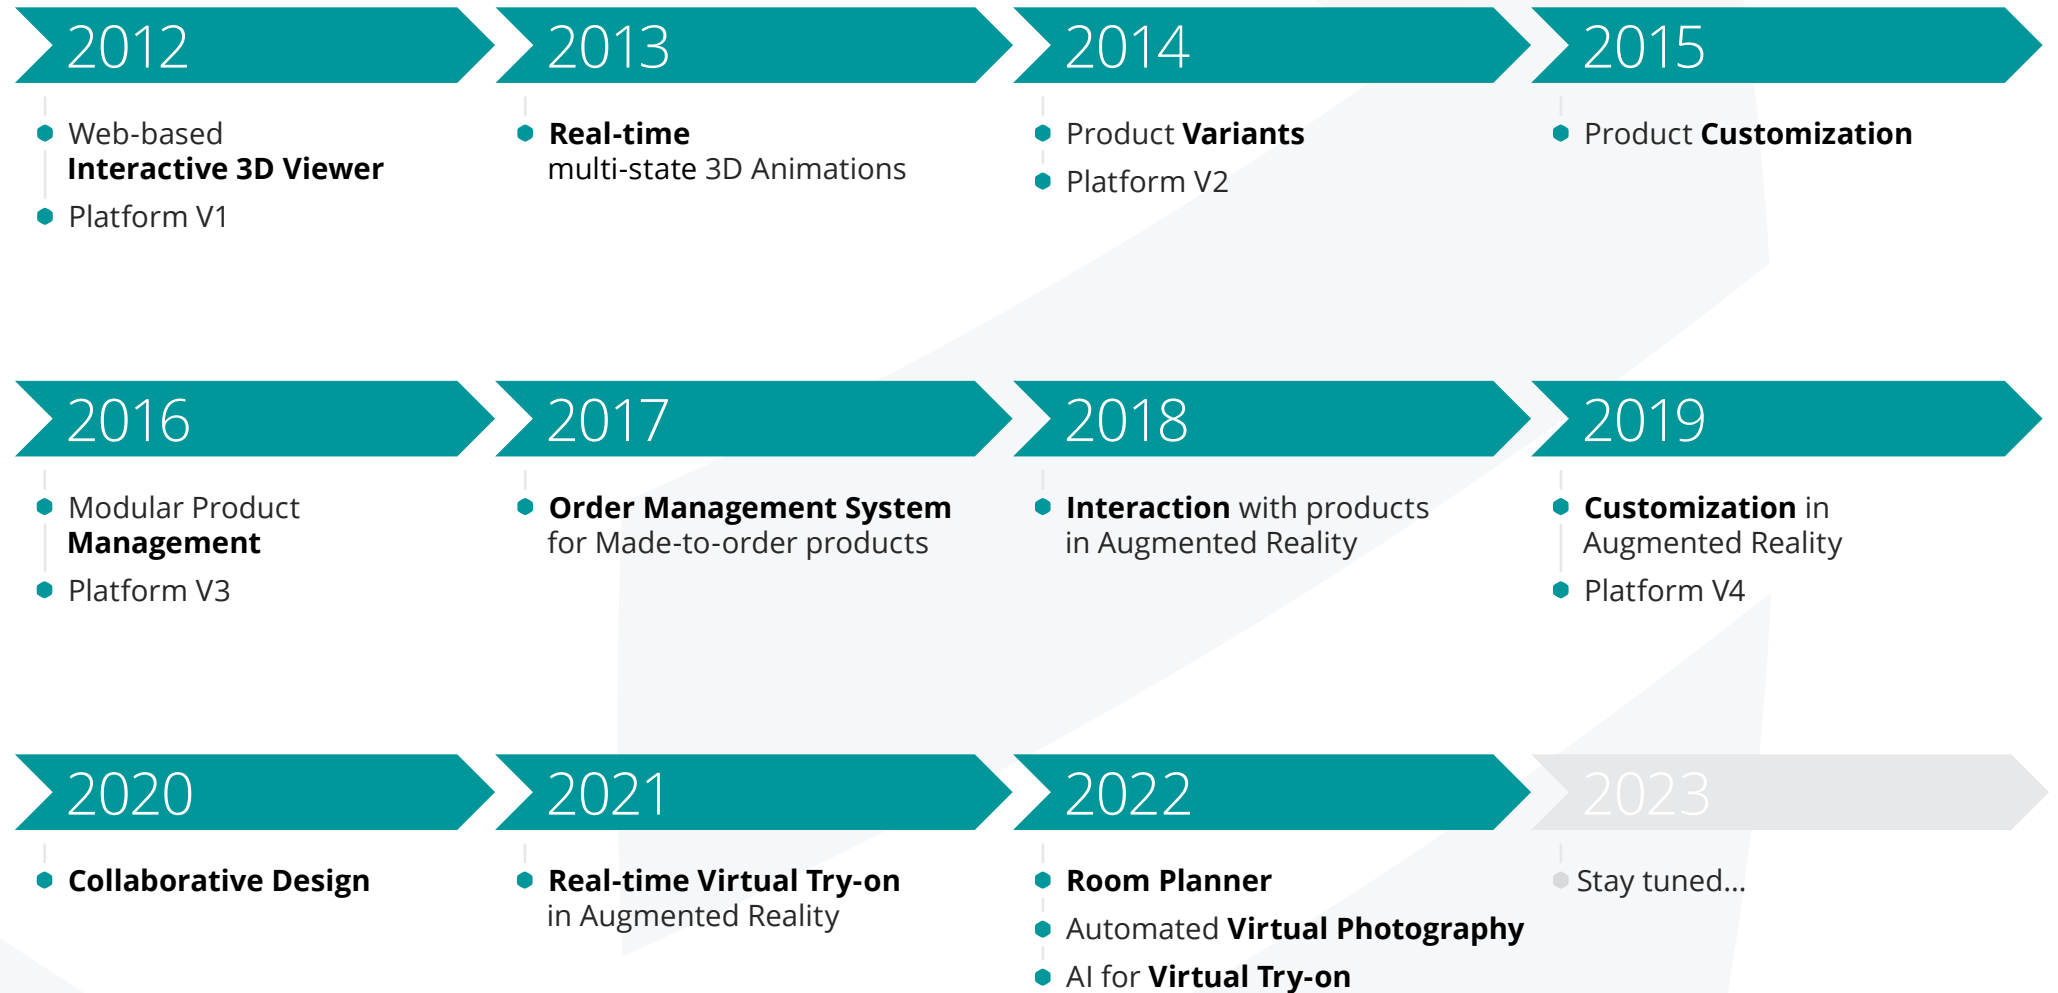 2012
Web-based
Interactive 3D Viewer
Platform V1
2013
Real-time
multi-state 3D Animations
2014
Product Variants
Platform V2
2015
Product Customization
2016
Modular Product
Management
Platform V3
2017
Order Management System
for Made-to-order products
2018
Interaction with products
in Augmented Reality
2019
Customization in
Augmented Reality
Platform V4
2020
Collaborative Design
2021
Real-time Virtual Try-on
in Augmented Reality
2022
Room Planner
Automated Virtual Photography
AI for Virtual Try-on
2023
Stay tuned...